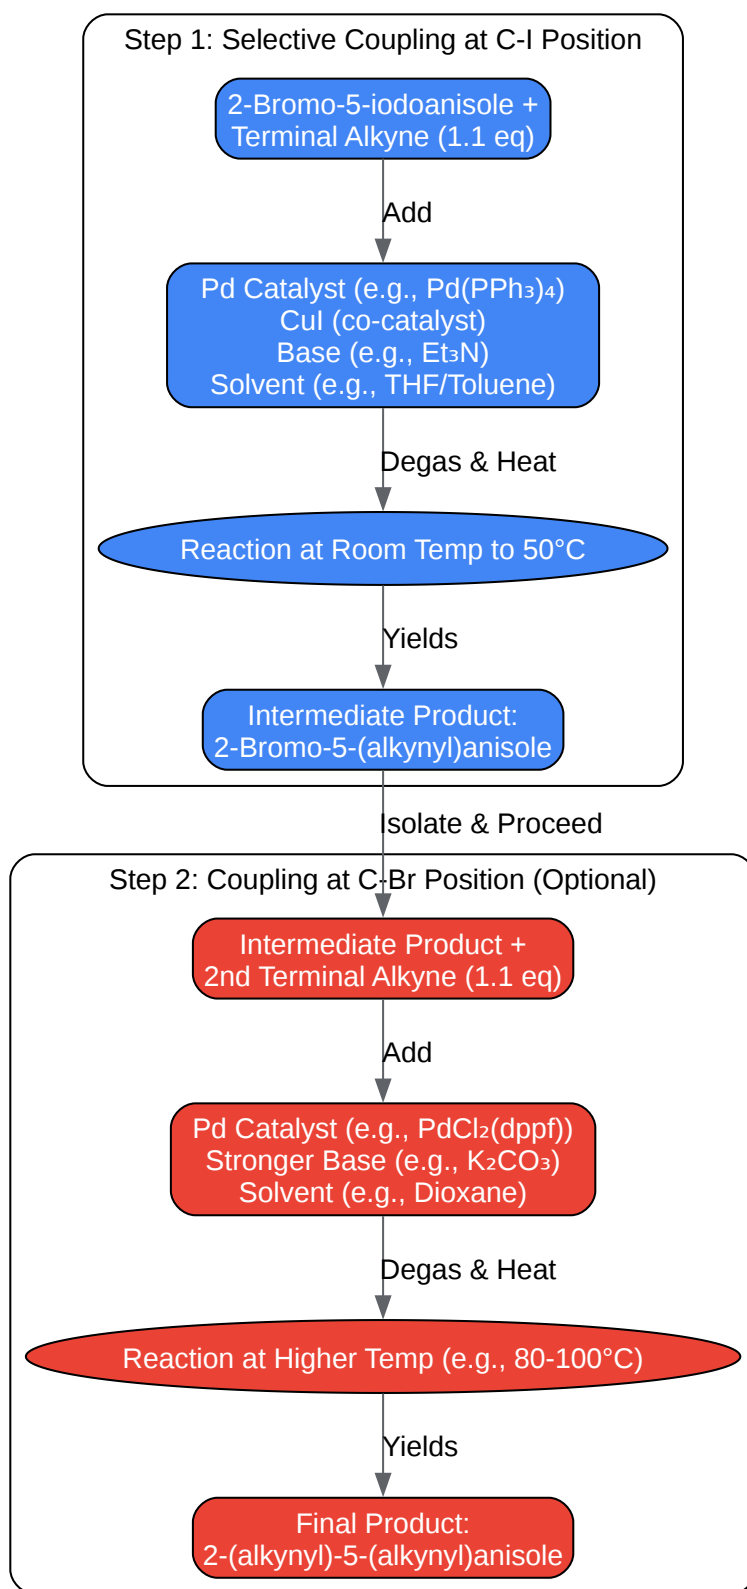 Step 1: Selective Coupling at C-I Position
2-Bromo-5-iodoanisole +
Terminal Alkyne (1.1 eq)
Add
Pd Catalyst (e.g., Pd(PPh₃)₄)
CuI (co-catalyst)
Base (e.g., Et₃N)
Solvent (e.g., THF/Toluene)
Degas & Heat
Reaction at Room Temp to 50°C
Yields
Intermediate Product:
2-Bromo-5-(alkynyl)anisole
Isolate & Proceed
Step 2: Coupling at C-Br Position (Optional)
Intermediate Product +
2nd Terminal Alkyne (1.1 eq)
Add
Pd Catalyst (e.g., PdCl₂(dppf))
Stronger Base (e.g., K₂CO₃)
Solvent (e.g., Dioxane)
Degas & Heat
Reaction at Higher Temp (e.g., 80-100°C)
Yields
Final Product:
2-(alkynyl)-5-(alkynyl)anisole